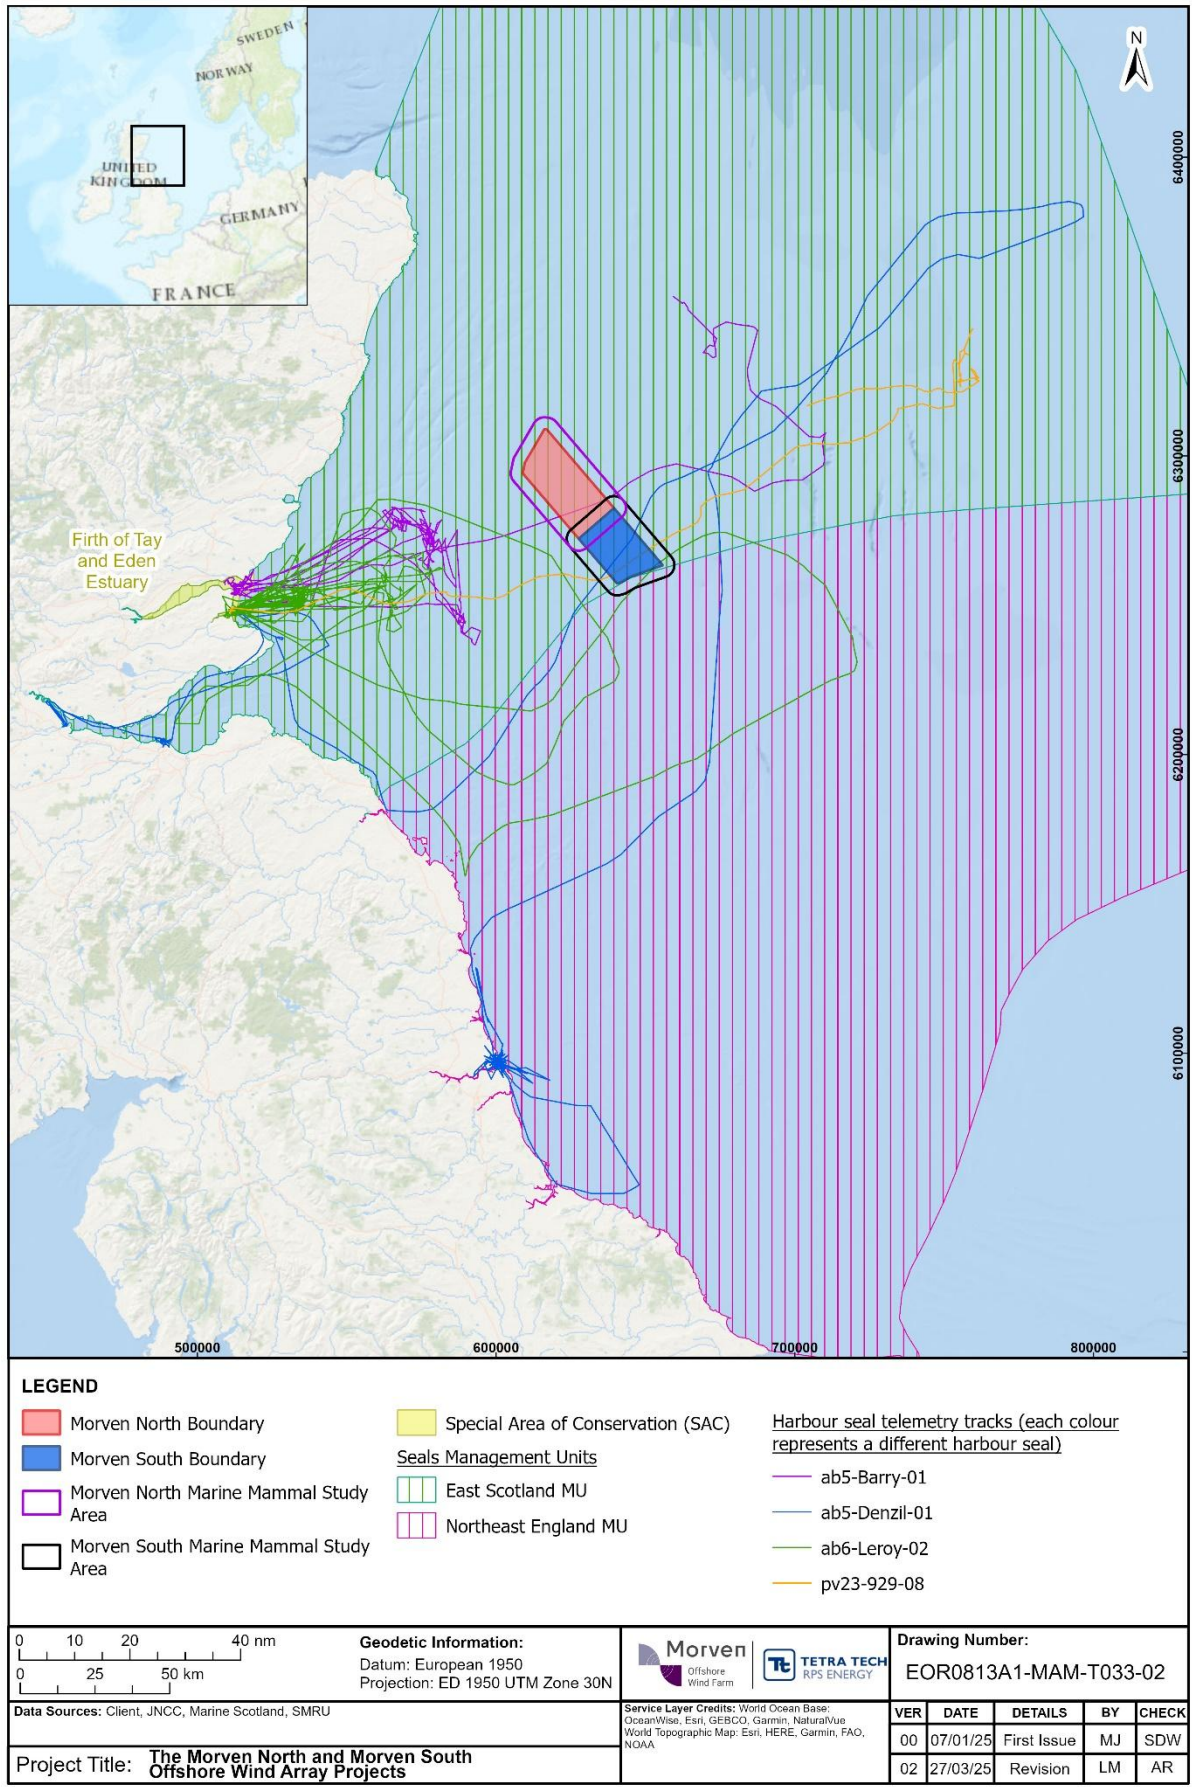 SWEDEN
NORWAY
UNITED
KINGDOM
GERMANY
FRANCE
N
6400000
6300000
6200000
6100000
Firth of Tay
and Eden
Estuary
500000
600000
700000
800000
LEGEND
Morven North Boundary
Morven South Boundary
Morven North Marine Mammal Study
Area
Morven South Marine Mammal Study
Area
Special Area of Conservation (SAC)
Seals Management Units
East Scotland MU
Northeast England MU
Harbour seal telemetry tracks (each colour
represents a different harbour seal)
ab5-Barry-01
ab5-Denzil-01
ab6-Leroy-02
pv23-929-08
0 10 20 40 nm
0 25 50 km
Geodetic Information:
Datum: European 1950
Projection: ED 1950 UTM Zone 30N
Morven
Offshore
Wind Farm
Tt TETRA TECH
RPS ENERGY
Drawing Number:
EOR0813A1-MAM-T033-02
Data Sources: Client, JNCC, Marine Scotland, SMRU
Service Layer Credits: World Ocean Base:
OceanWise, Esri, GEBCO, Garmin, NaturalVue
World Topographic Map: Esri, HERE, Garmin, FAO,
NOAA
VER DATE DETAILS BY CHECK
00 07/01/25 First Issue MJ SDW
02 27/03/25 Revision LM AR
Project Title: The Morven North and Morven South
Offshore Wind Array Projects